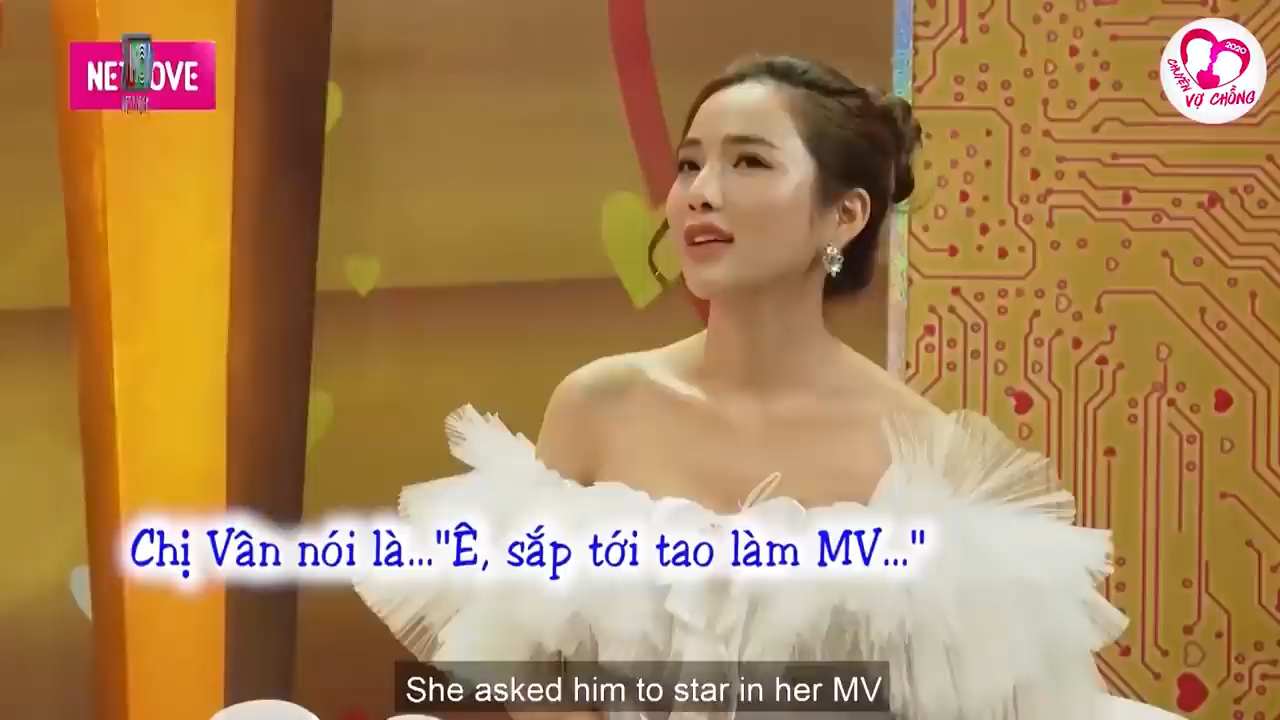 NETLOVE
2020
CHUYỆN
VỢ CHỒNG
Chị Vân nói là..."Ê, sắp tới tao làm MV..."
She asked him to star in her MV